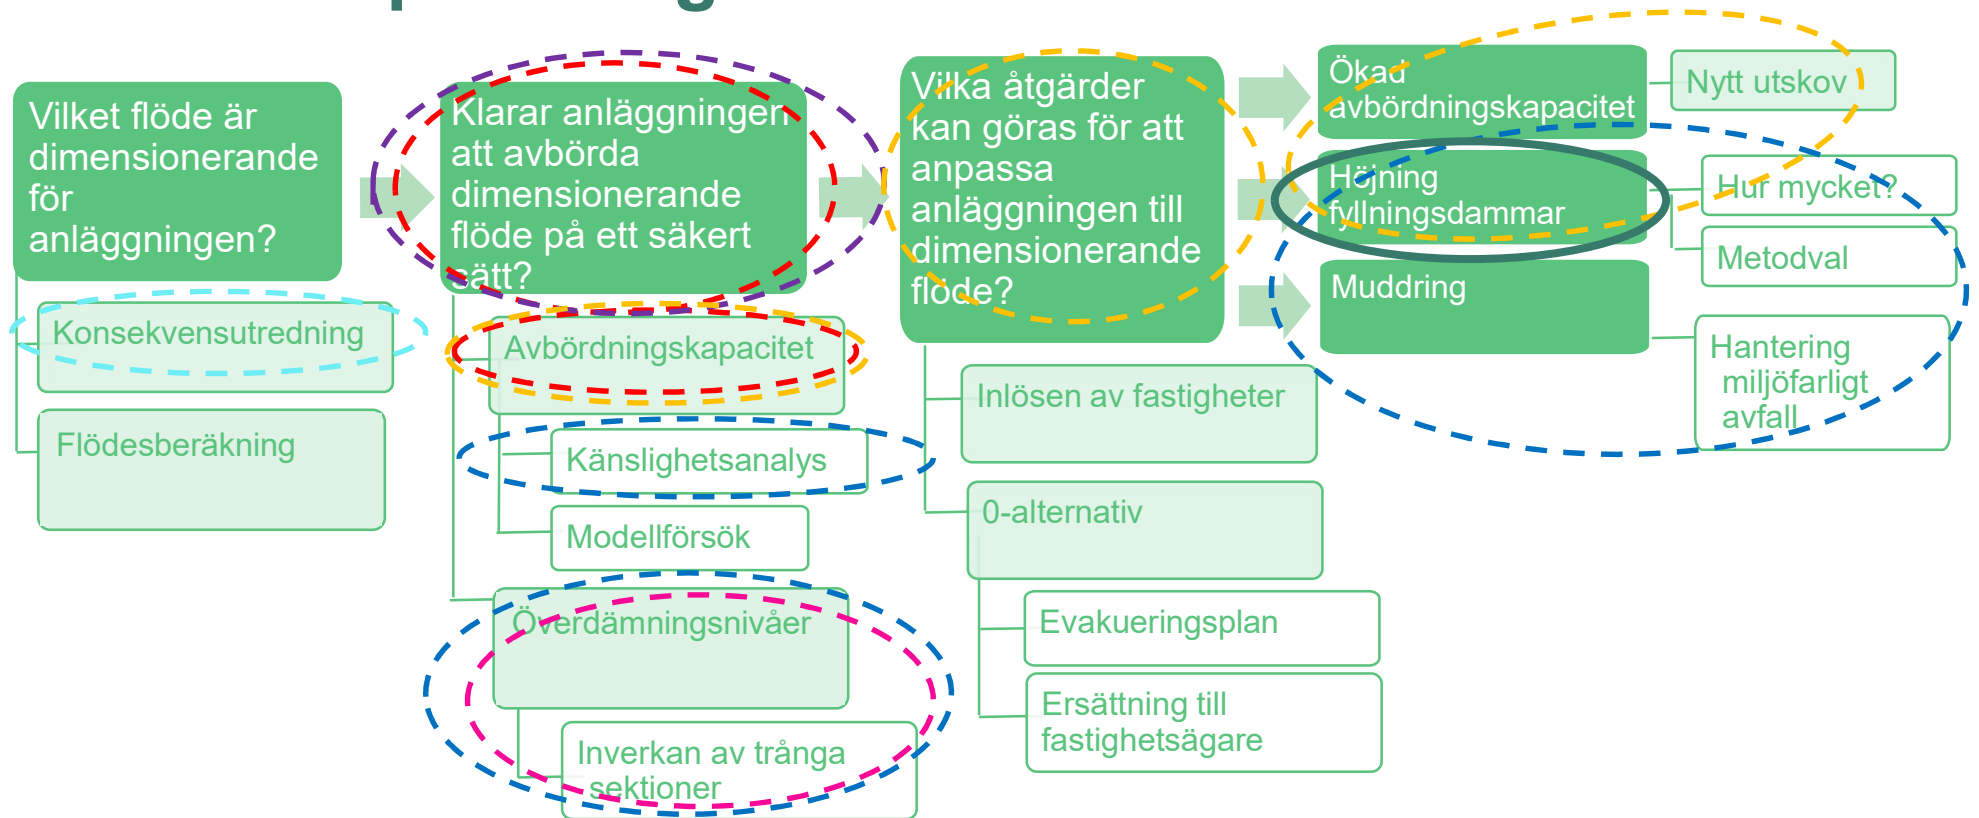 Vilket flöde är
dimensionerande
för
anläggningen?
Konsekvensutredning
Flödesberäkning
Klarar anläggningen
att avbörda
dimensionerande
flöde på ett säkert
sätt?
Avbördningskapacitet
Känslighetsanalys
Modellförsök
Överdämningsnivåer
Inverkan av trånga
sektioner
Vilka åtgärder
kan göras för att
anpassa
anläggningen till
dimensionerande
flöde?
Inlösen av fastigheter
0-alternativ
Evakueringsplan
Ersättning till
fastighetsägare
Ökad
avbördningskapacitet
Nytt utskov
Höjning
fyllningsdammar
Hur mycket?
Metodval
Muddring
Hantering
miljöfarligt
avfall